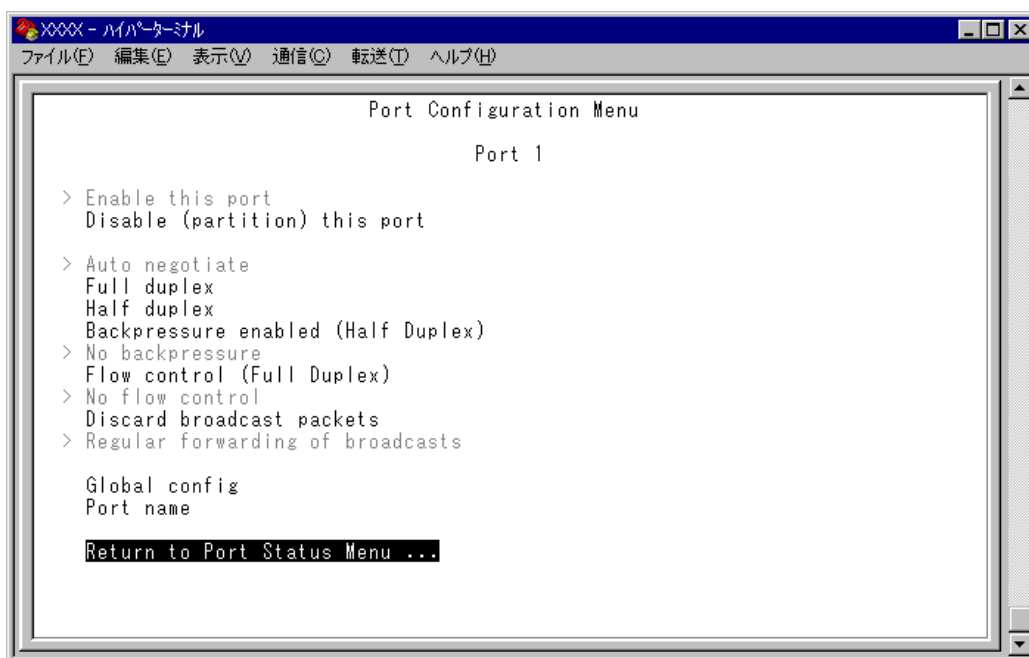 XXXX - ﾊｲﾊﾟｰﾀｰﾐﾅﾙ
ファイル(F) 編集(E) 表示(V) 通信(C) 転送(T) ヘルプ(H)
Port Configuration Menu
Port 1
> Enable this port
Disable (partition) this port
> Auto negotiate
Full duplex
Half duplex
Backpressure enabled (Half Duplex)
> No backpressure
Flow control (Full Duplex)
> No flow control
Discard broadcast packets
> Regular forwarding of broadcasts
Global config
Port name
Return to Port Status Menu ...